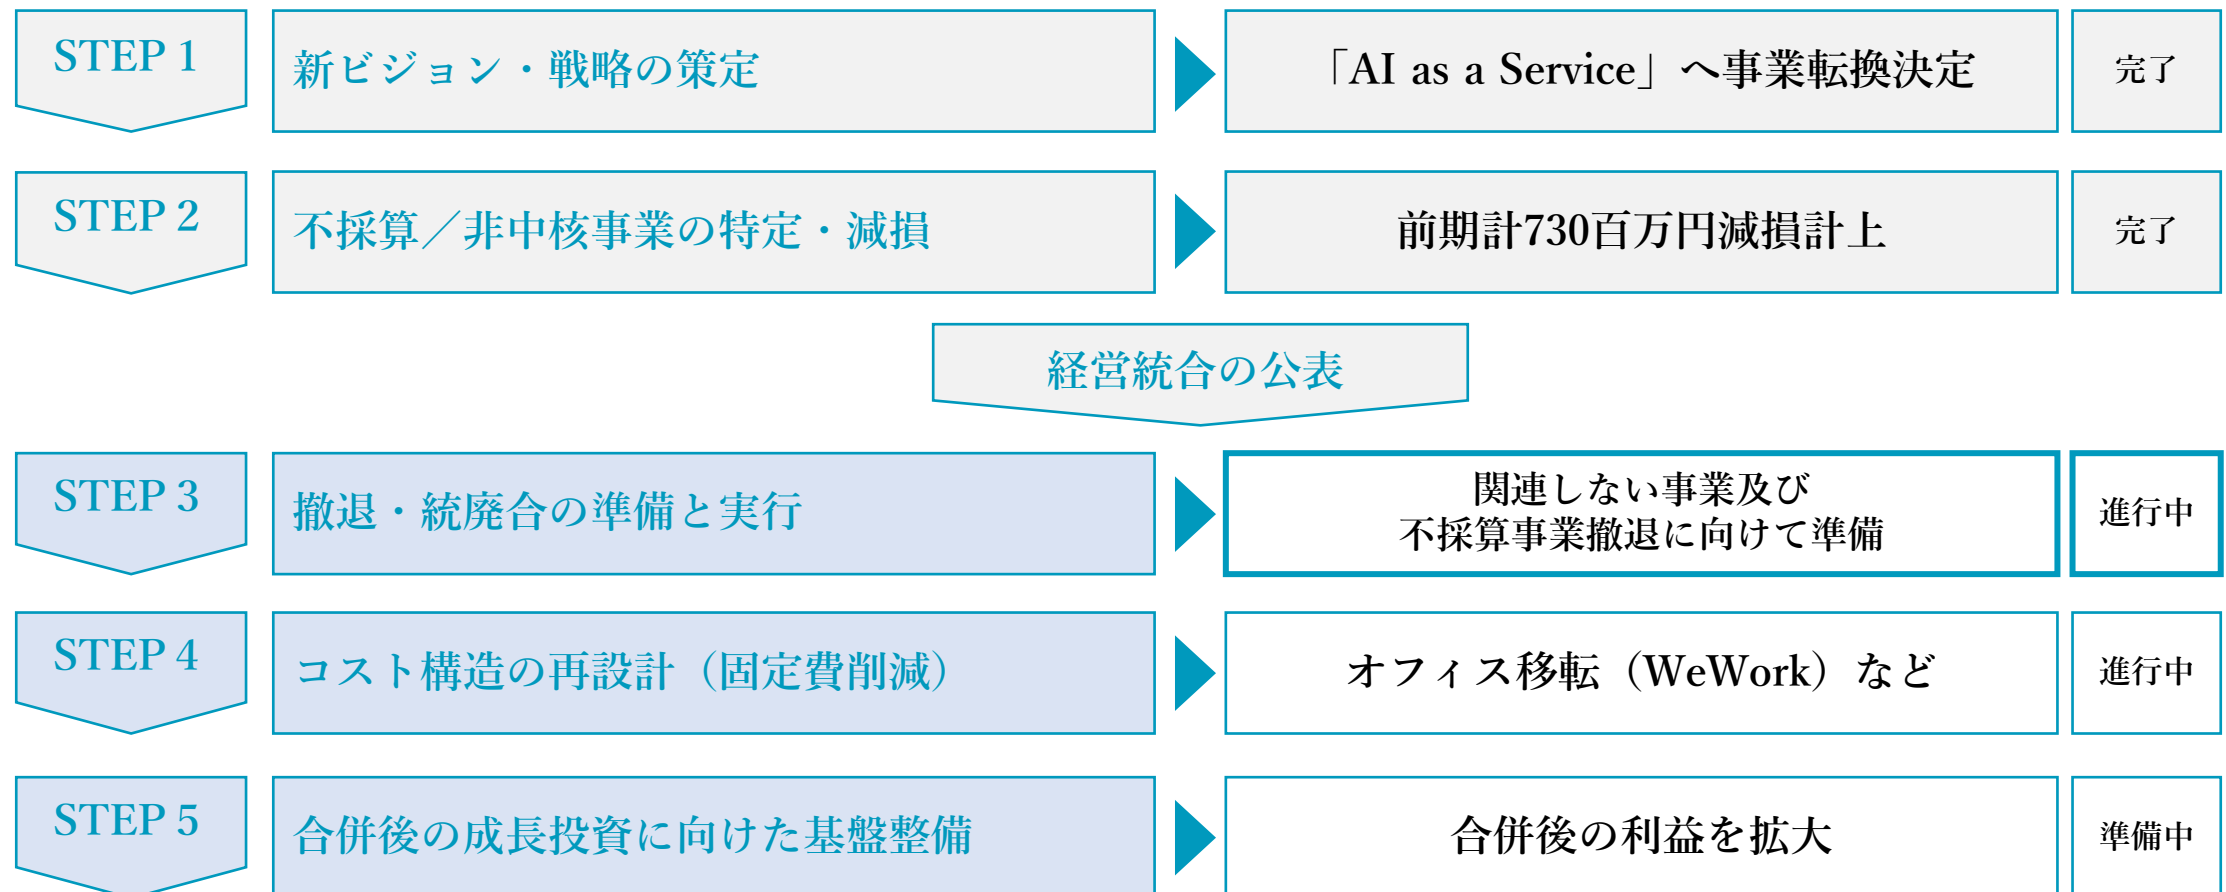 STEP 1
新ビジョン・戦略の策定
「AI as a Service」へ事業転換決定
完了
STEP 2
不採算／非中核事業の特定・減損
前期計730百万円減損計上
完了
経営統合の公表
STEP 3
撤退・統廃合の準備と実行
関連しない事業及び
不採算事業撤退に向けて準備
進行中
STEP 4
コスト構造の再設計（固定費削減）
オフィス移転（WeWork）など
進行中
STEP 5
合併後の成長投資に向けた基盤整備
合併後の利益を拡大
準備中